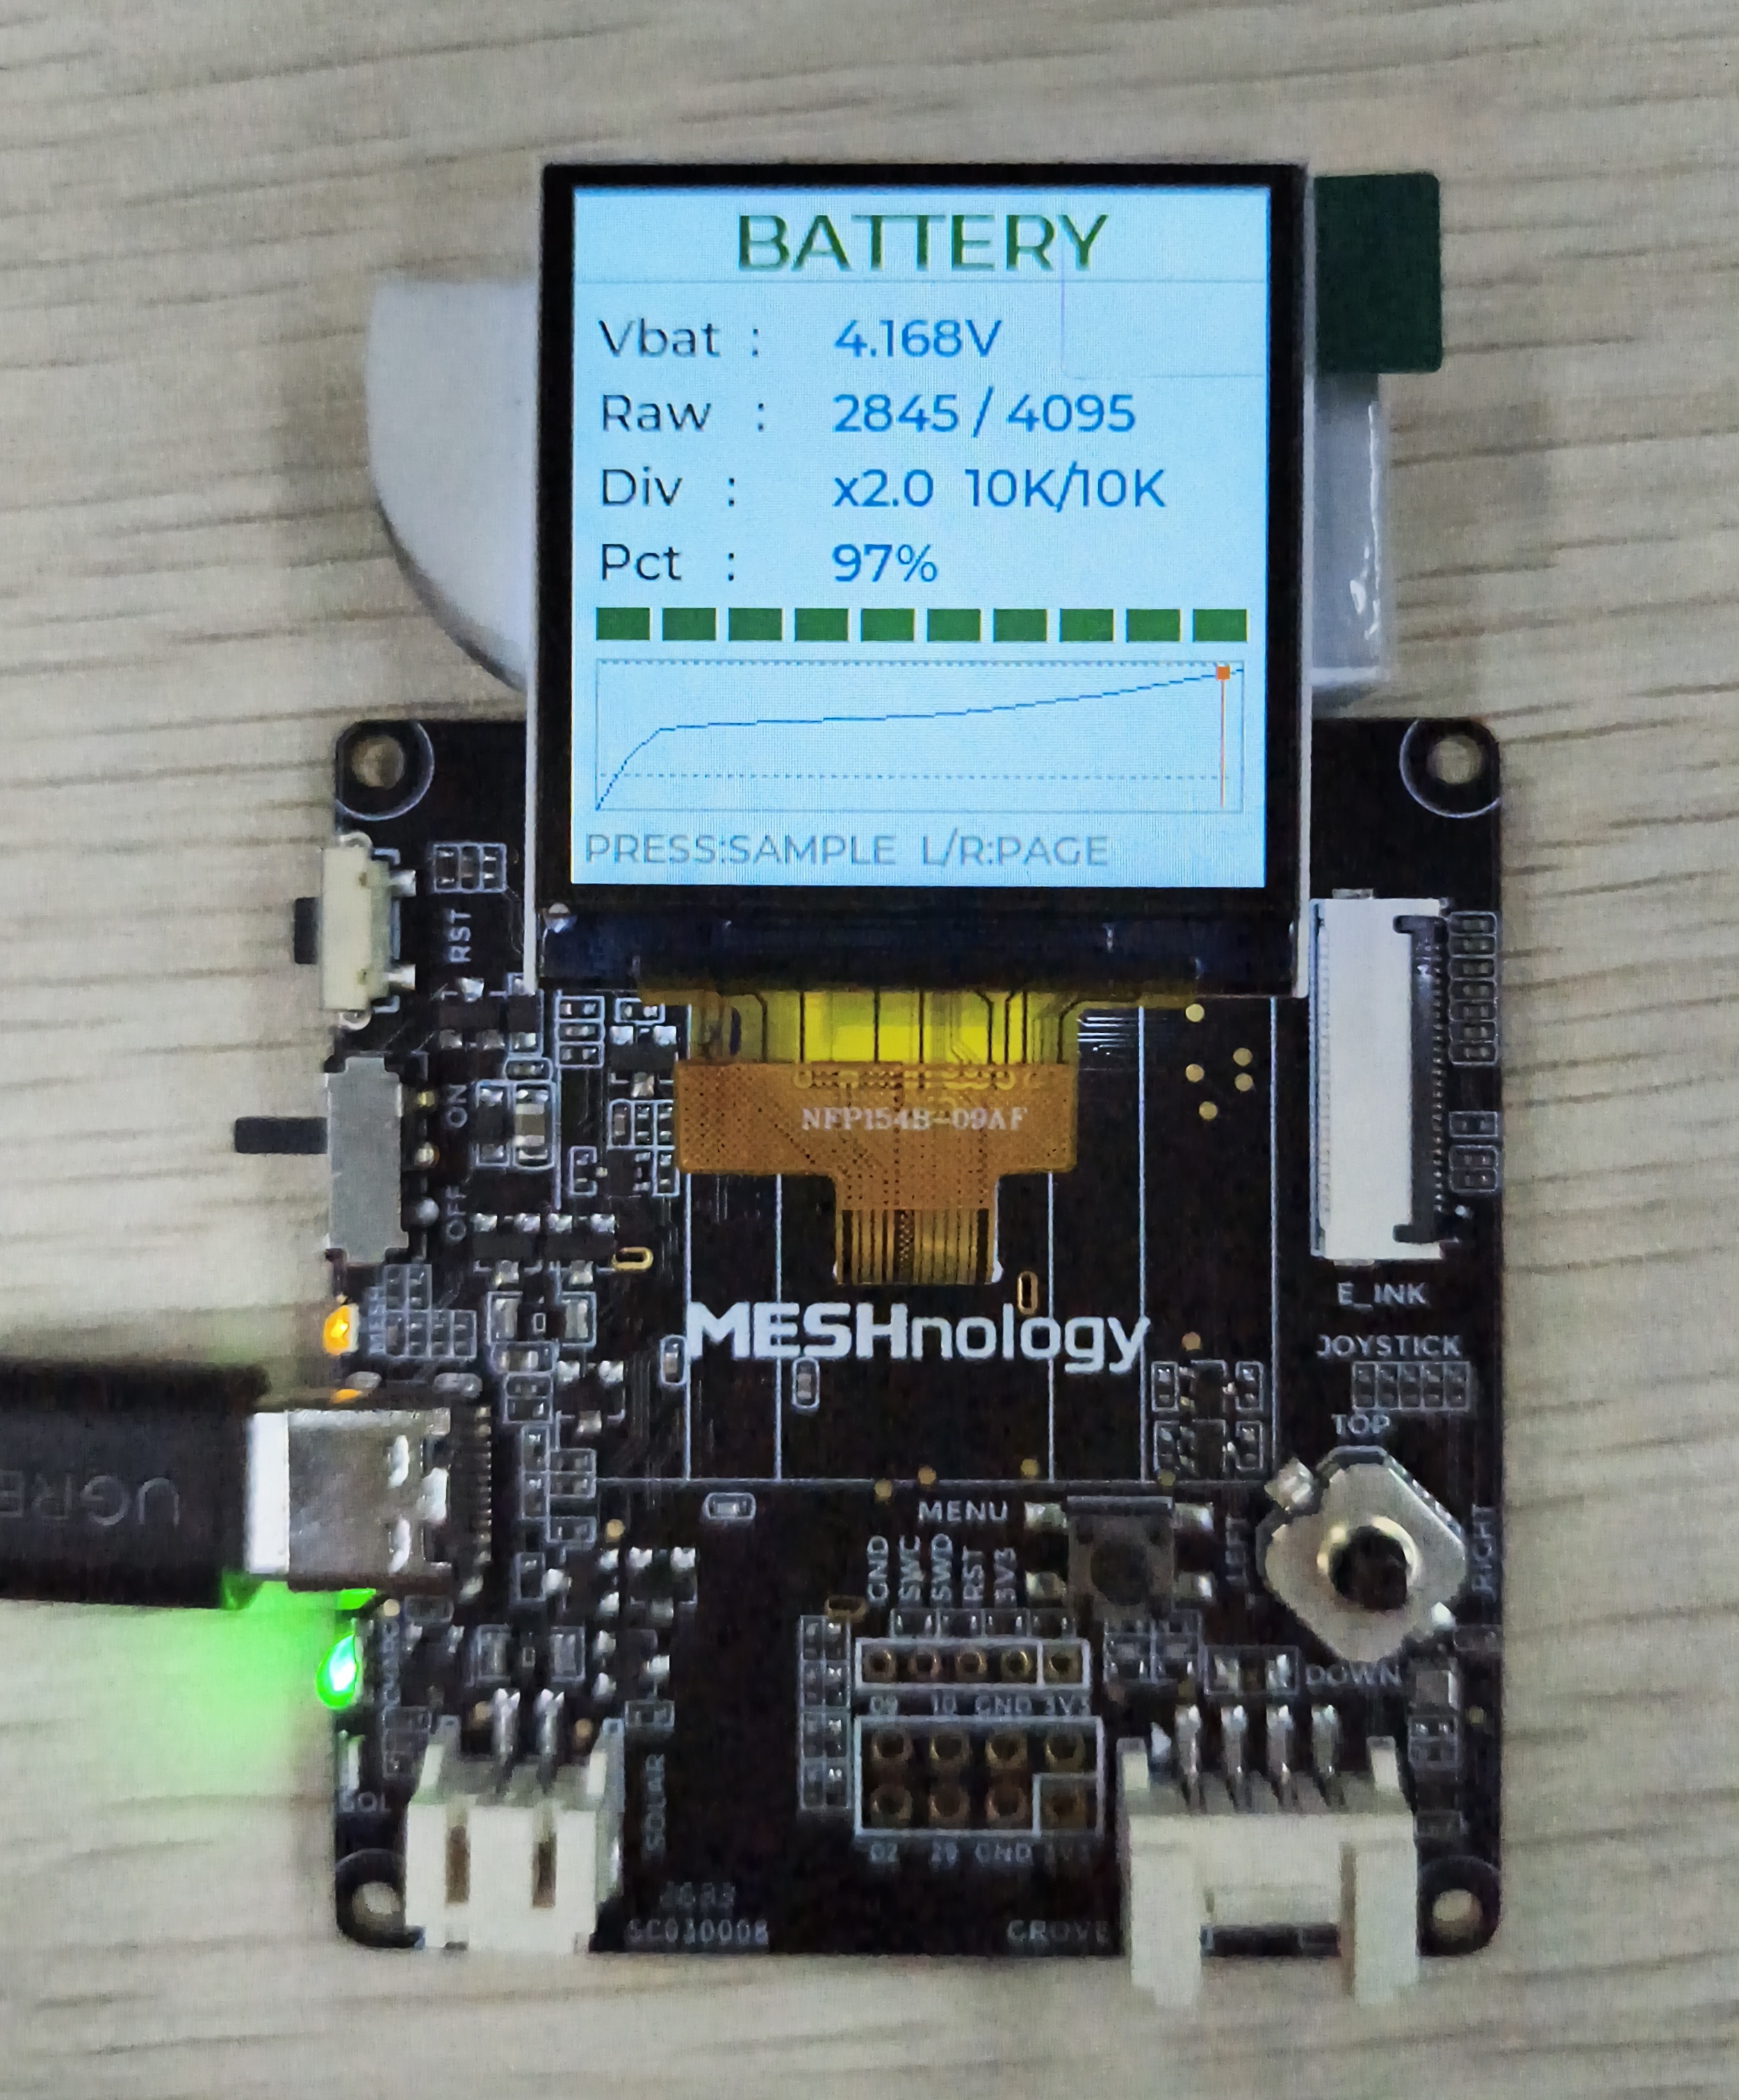 BATTERY
Vbat : 4.168V
Raw : 2845 / 4095
Div : x2.0 10K/10K
Pct : 97%
PRESS:SAMPLE L/R:PAGE
RST
ON
OFF
NFP154B-09AF
E_INK
MESHnology
JOYSTICK
TOP
UGRE
MENU
LEFT
RIGHT
GND SWC SWD RST 3V3
DOWN
09 10 GND 3V3
SOLAR
02 29 GND 3V3
GROVE